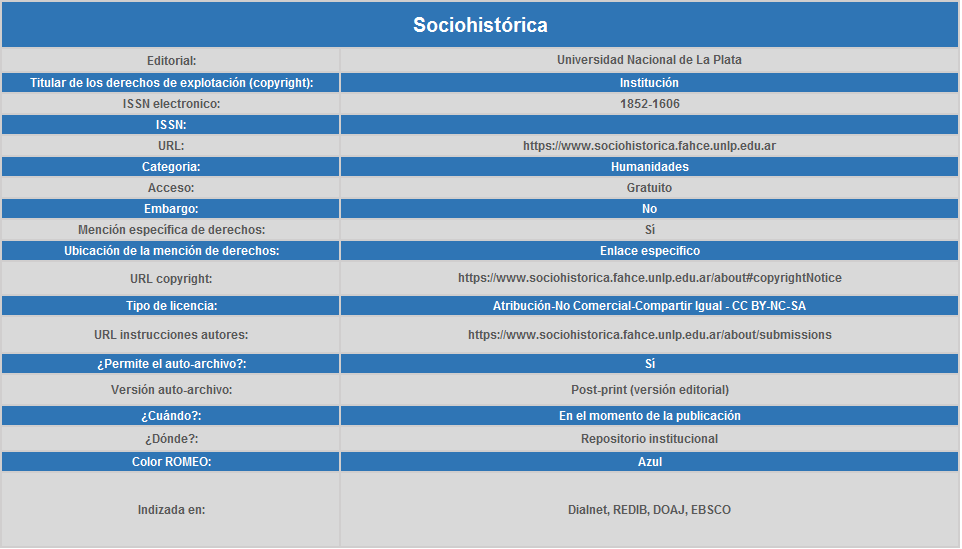 Sociohistórica
Editorial: Universidad Nacional de La Plata
Titular de los derechos de explotación (copyright): Institución
ISSN electronico: 1852-1606
ISSN:
URL: https://www.sociohistorica.fahce.unlp.edu.ar
Categoría: Humanidades
Acceso: Gratuito
Embargo: No
Mención específica de derechos: Si
Ubicación de la mención de derechos: Enlace especifico
URL copyright: https://www.sociohistorica.fahce.unlp.edu.ar/about#copyrightNotice
Tipo de licencia: Atribución-No Comercial-Compartir Igual - CC BY-NC-SA
URL instrucciones autores: https://www.sociohistorica.fahce.unlp.edu.ar/about/submissions
¿Permite el auto-archivo?: Si
Versión auto-archivo: Post-print (versión editorial)
¿Cuándo?: En el momento de la publicación
¿Dónde?: Repositorio institucional
Color ROMEO: Azul
Indizada en: Dialnet, REDIB, DOAJ, EBSCO